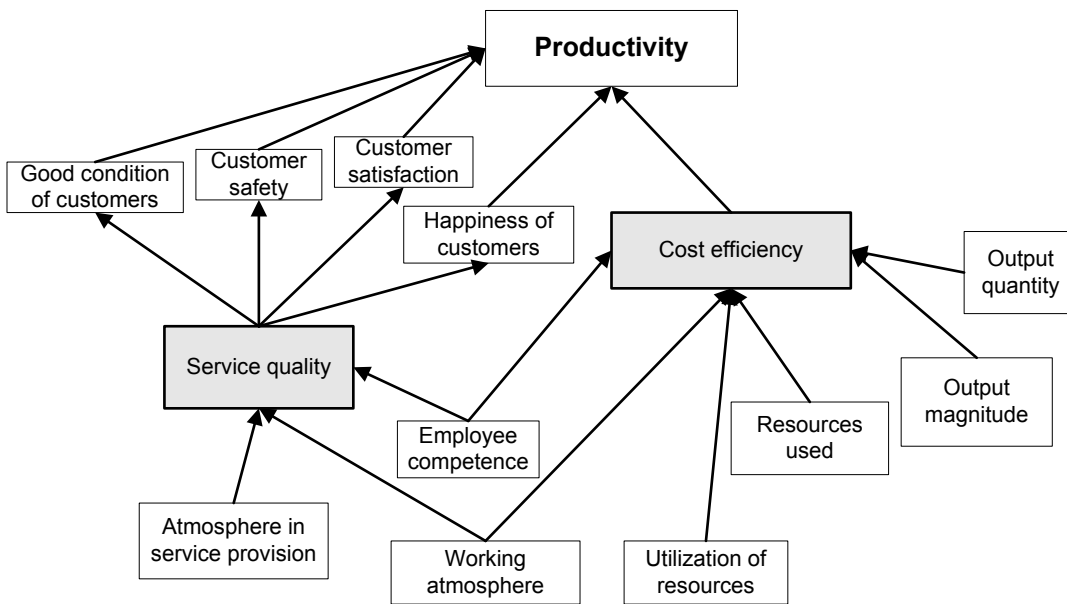 Productivity
Good condition
of customers
Customer
safety
Customer
satisfaction
Happiness of
customers
Cost efficiency
Output
quantity
Service quality
Output
magnitude
Employee
competence
Resources
used
Atmosphere in
service provision
Working
atmosphere
Utilization of
resources